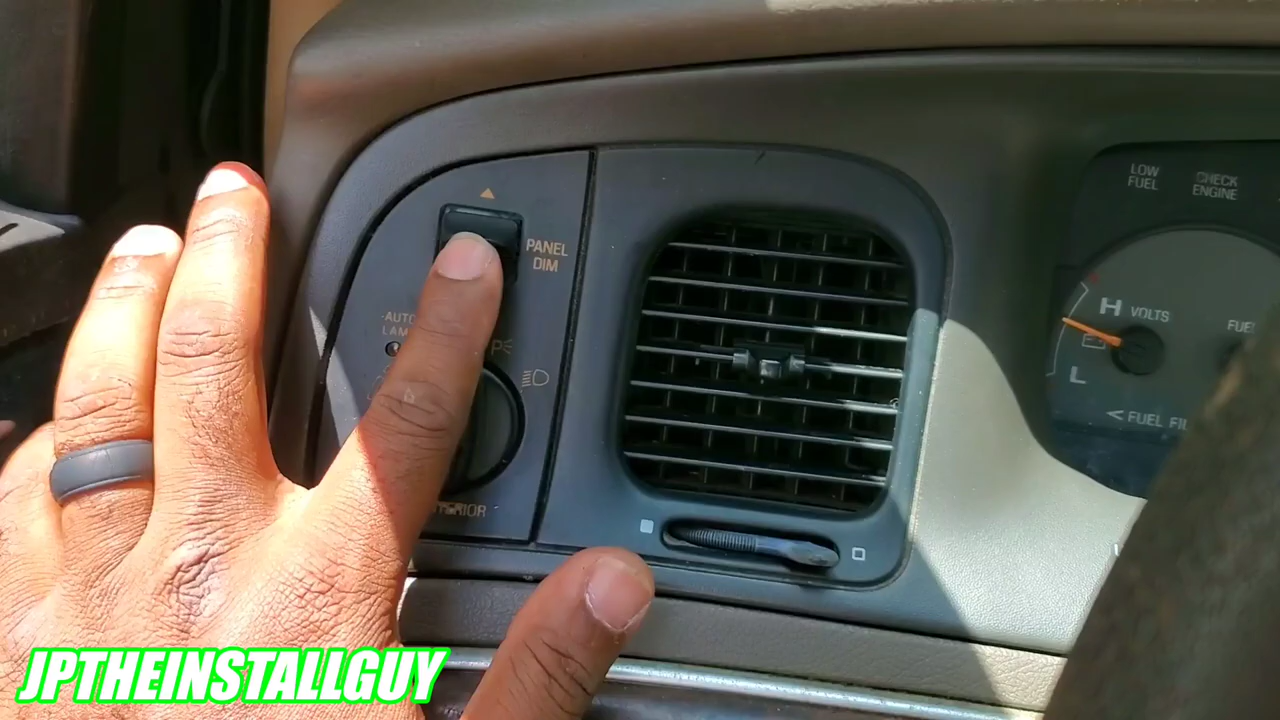 LOW
FUEL
CHECK
ENGINE
PANEL
DIM
H VOLTS
L
< FUEL FIL
P
JPTHEINSTALLGUY